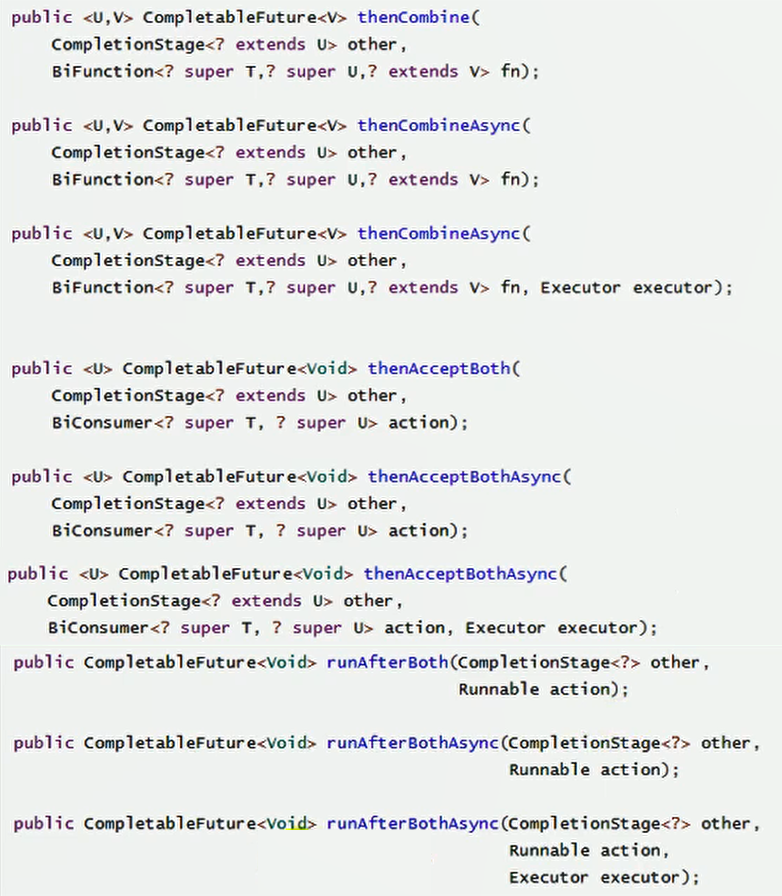 public <U,V> CompletableFuture<V> thenCombine(
CompletionStage<? extends U> other,
BiFunction<? super T,? super U,? extends V> fn);
public <U,V> CompletableFuture<V> thenCombineAsync(
CompletionStage<? extends U> other,
BiFunction<? super T,? super U,? extends V> fn);
public <U,V> CompletableFuture<V> thenCombineAsync(
CompletionStage<? extends U> other,
BiFunction<? super T,? super U,? extends V> fn, Executor executor);
public <U> CompletableFuture<Void> thenAcceptBoth(
CompletionStage<? extends U> other,
BiConsumer<? super T, ? super U> action);
public <U> CompletableFuture<Void> thenAcceptBothAsync(
CompletionStage<? extends U> other,
BiConsumer<? super T, ? super U> action);
public <U> CompletableFuture<Void> thenAcceptBothAsync(
CompletionStage<? extends U> other,
BiConsumer<? super T, ? super U> action, Executor executor);
public CompletableFuture<Void> runAfterBoth(CompletionStage<?> other,
Runnable action);
public CompletableFuture<Void> runAfterBothAsync(CompletionStage<?> other,
Runnable action);
public CompletableFuture<Void> runAfterBothAsync(CompletionStage<?> other,
Runnable action,
Executor executor);